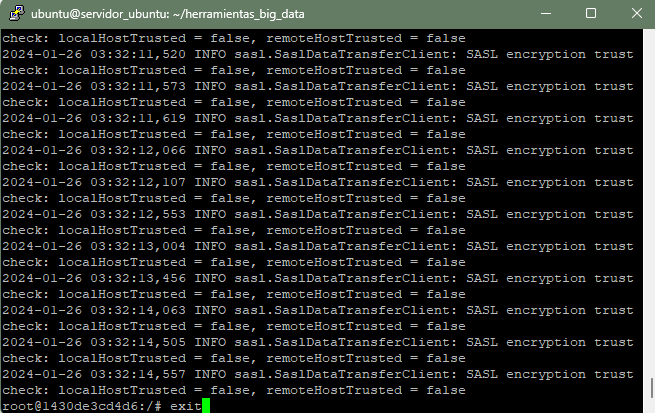 ubuntu@servidor_ubuntu: ~/herramientas_big_data
check: localHostTrusted = false, remoteHostTrusted = false
2024-01-26 03:32:11,520 INFO sasl.SaslDataTransferClient: SASL encryption trust
check: localHostTrusted = false, remoteHostTrusted = false
2024-01-26 03:32:11,573 INFO sasl.SaslDataTransferClient: SASL encryption trust
check: localHostTrusted = false, remoteHostTrusted = false
2024-01-26 03:32:11,619 INFO sasl.SaslDataTransferClient: SASL encryption trust
check: localHostTrusted = false, remoteHostTrusted = false
2024-01-26 03:32:12,066 INFO sasl.SaslDataTransferClient: SASL encryption trust
check: localHostTrusted = false, remoteHostTrusted = false
2024-01-26 03:32:12,107 INFO sasl.SaslDataTransferClient: SASL encryption trust
check: localHostTrusted = false, remoteHostTrusted = false
2024-01-26 03:32:12,553 INFO sasl.SaslDataTransferClient: SASL encryption trust
check: localHostTrusted = false, remoteHostTrusted = false
2024-01-26 03:32:13,004 INFO sasl.SaslDataTransferClient: SASL encryption trust
check: localHostTrusted = false, remoteHostTrusted = false
2024-01-26 03:32:13,456 INFO sasl.SaslDataTransferClient: SASL encryption trust
check: localHostTrusted = false, remoteHostTrusted = false
2024-01-26 03:32:14,063 INFO sasl.SaslDataTransferClient: SASL encryption trust
check: localHostTrusted = false, remoteHostTrusted = false
2024-01-26 03:32:14,505 INFO sasl.SaslDataTransferClient: SASL encryption trust
check: localHostTrusted = false, remoteHostTrusted = false
2024-01-26 03:32:14,557 INFO sasl.SaslDataTransferClient: SASL encryption trust
check: localHostTrusted = false, remoteHostTrusted = false
root@1430de3cd4d6:/# exit